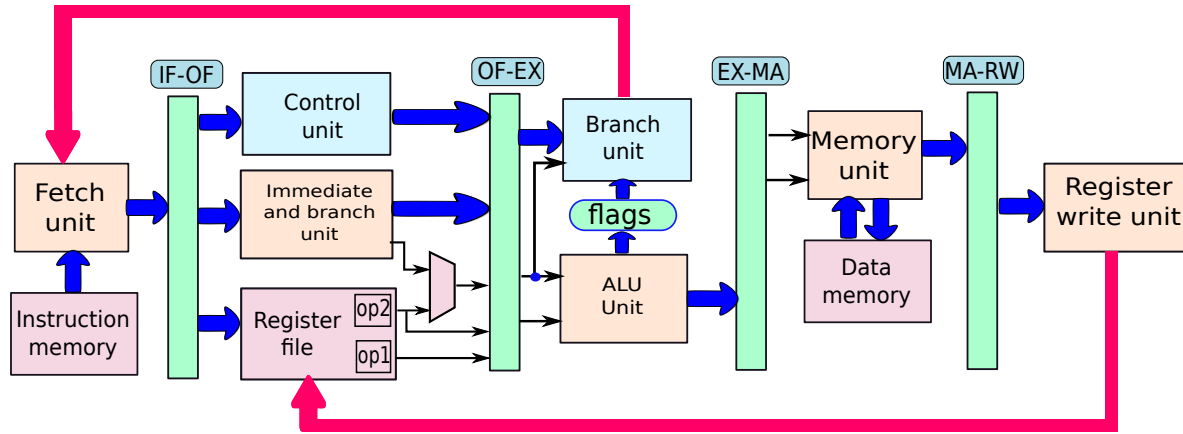 IF-OF
OF-EX
EX-MA
MA-RW
Control
unit
Branch
unit
Memory
unit
Fetch
unit
Immediate
and branch
unit
Register
write unit
flags
Data
memory
ALU
Unit
Instruction
memory
Register
file
op2
op1